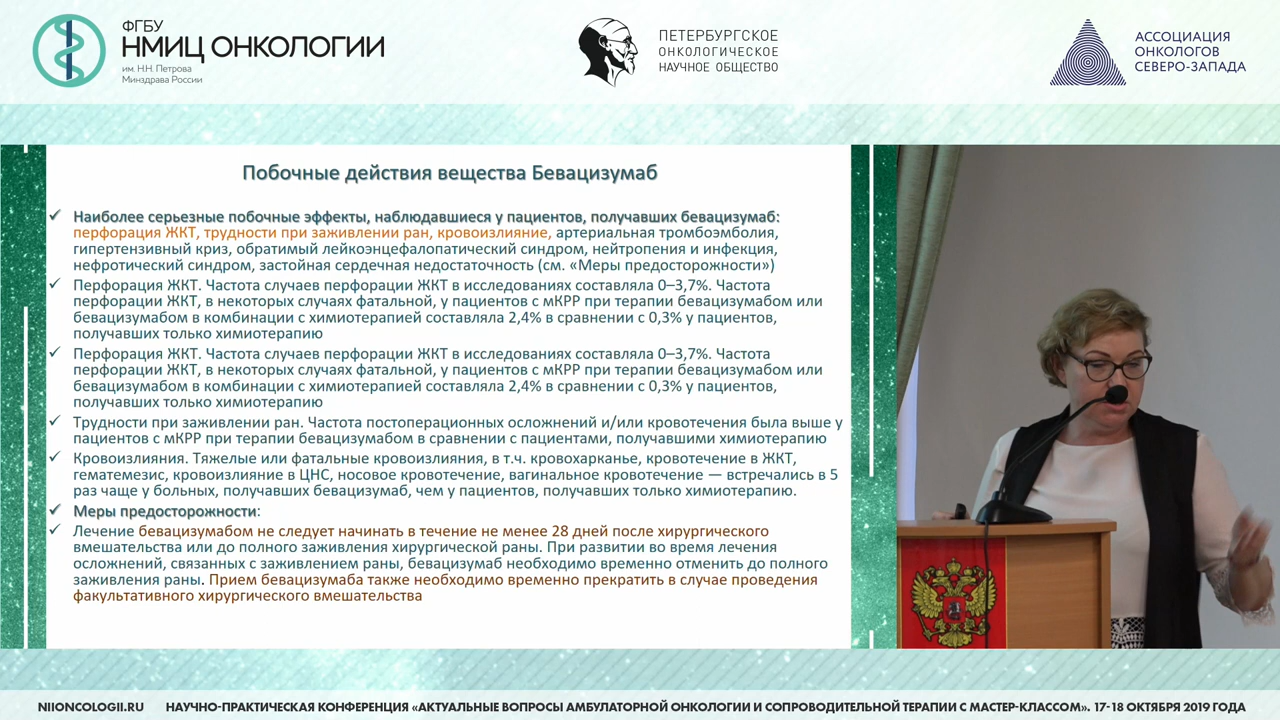 ФГБУ
НМИЦ ОНКОЛОГИИ
им. Н.Н. Петрова
Минздрава России
ПЕТЕРБУРГСКОЕ
ОНКОЛОГИЧЕСКОЕ
НАУЧНОЕ ОБЩЕСТВО
АССОЦИАЦИЯ
ОНКОЛОГОВ
СЕВЕРО-ЗАПАДА
Побочные действия вещества Бевацизумаб
✓ Наиболее серьезные побочные эффекты, наблюдавшиеся у пациентов, получавших бевацизумаб:
перфорация ЖКТ, трудности при заживлении ран, кровоизлияние, артериальная тромбоэмболия,
гипертензивный криз, обратимый лейкоэнцефалопатический синдром, нейтропения и инфекция,
нефротический синдром, застойная сердечная недостаточность (см. «Меры предосторожности»)
✓ Перфорация ЖКТ. Частота случаев перфорации ЖКТ в исследованиях составляла 0–3,7%. Частота
перфорации ЖКТ, в некоторых случаях фатальной, у пациентов с мКРР при терапии бевацизумабом или
бевацизумабом в комбинации с химиотерапией составляла 2,4% в сравнении с 0,3% у пациентов,
получавших только химиотерапию
✓ Перфорация ЖКТ. Частота случаев перфорации ЖКТ в исследованиях составляла 0–3,7%. Частота
перфорации ЖКТ, в некоторых случаях фатальной, у пациентов с мКРР при терапии бевацизумабом или
бевацизумабом в комбинации с химиотерапией составляла 2,4% в сравнении с 0,3% у пациентов,
получавших только химиотерапию
✓ Трудности при заживлении ран. Частота постоперационных осложнений и/или кровотечения была выше у
пациентов с мКРР при терапии бевацизумабом в сравнении с пациентами, получавшими химиотерапию
✓ Кровоизлияния. Тяжелые или фатальные кровоизлияния, в т.ч. кровохарканье, кровотечение в ЖКТ,
гематемезис, кровоизлияние в ЦНС, носовое кровотечение, вагинальное кровотечение — встречались в 5
раз чаще у больных, получавших бевацизумаб, чем у пациентов, получавших только химиотерапию.
✓ Меры предосторожности:
✓ Лечение бевацизумабом не следует начинать в течение не менее 28 дней после хирургического
вмешательства или до полного заживления хирургической раны. При развитии во время лечения
осложнений, связанных с заживлением раны, бевацизумаб необходимо временно отменить до полного
заживления раны. Прием бевацизумаба также необходимо временно прекратить в случае проведения
факультативного хирургического вмешательства
NIIONCOLOGII.RU НАУЧНО-ПРАКТИЧЕСКАЯ КОНФЕРЕНЦИЯ «АКТУАЛЬНЫЕ ВОПРОСЫ АМБУЛАТОРНОЙ ОНКОЛОГИИ И СОПРОВОДИТЕЛЬНОЙ ТЕРАПИИ С МАСТЕР-КЛАССОМ». 17-18 ОКТЯБРЯ 2019 ГОДА